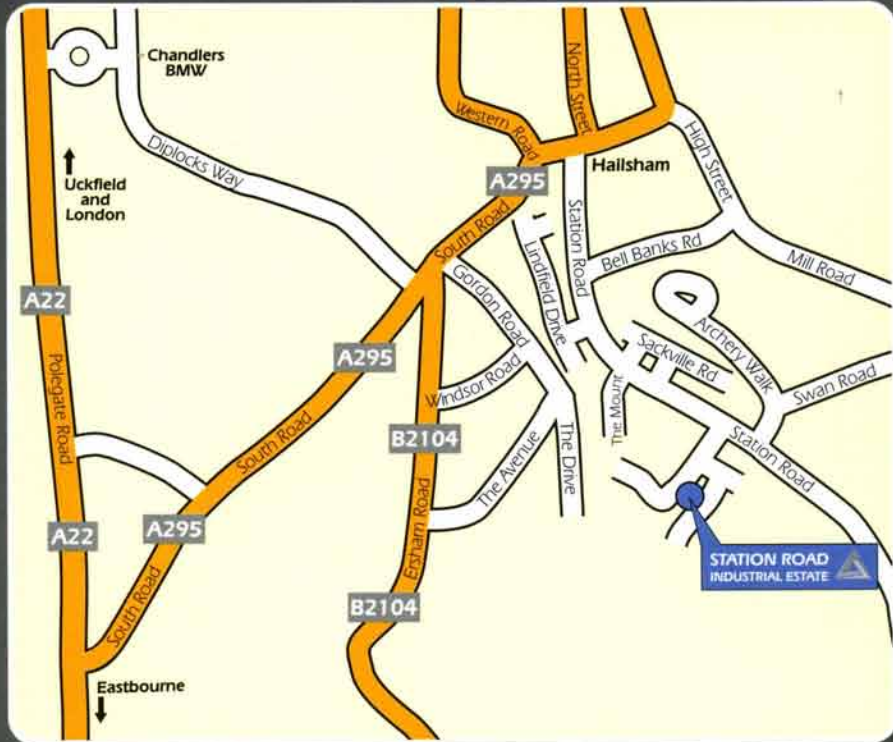 Chandlers
BMW
North Street
Western Road
High Street
Diplocks Way
Hailsham
A295
Uckfield
and
London
Station Road
South Road
Lindfield Drive
Bell Banks Rd
Mill Road
Gordon Road
A22
Archery Walk
A295
Sackville Rd
Polegate Road
Windsor Road
Swan Road
The Mount
South Road
B2104
The Avenue
The Drive
Station Road
Ersham Road
A22
A295
STATION ROAD
INDUSTRIAL ESTATE
South Road
B2104
Eastbourne